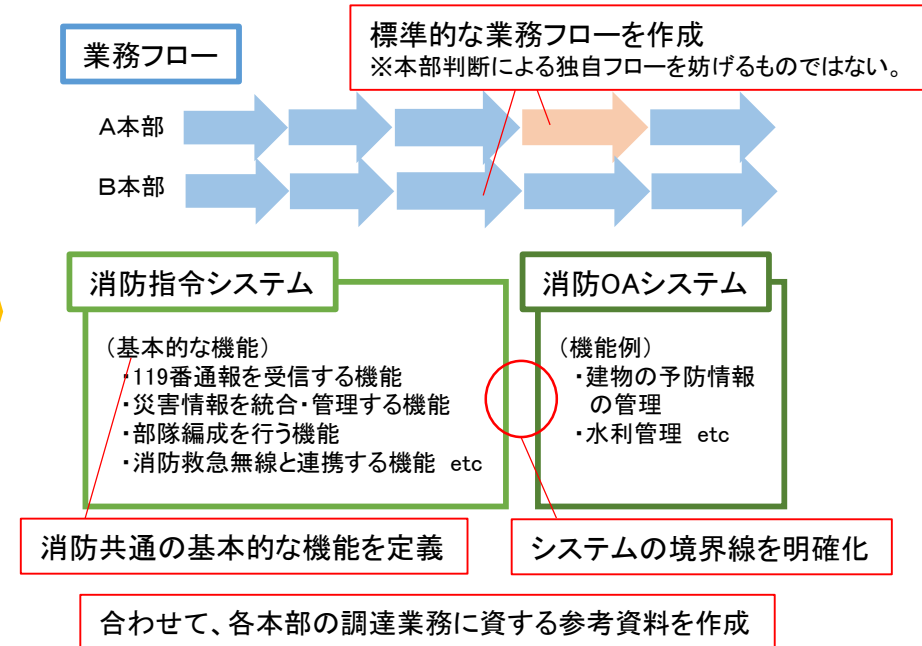 業務フロー
標準的な業務フローを作成
※本部判断による独自フローを妨げるものではない。
A本部
B本部
消防指令システム
(基本的な機能)
・119番通報を受信する機能
・災害情報を統合・管理する機能
・部隊編成を行う機能
・消防救急無線と連携する機能 etc
消防OAシステム
(機能例)
・建物の予防情報
の管理
・水利管理 etc
消防共通の基本的な機能を定義
システムの境界線を明確化
合わせて、各本部の調達業務に資する参考資料を作成